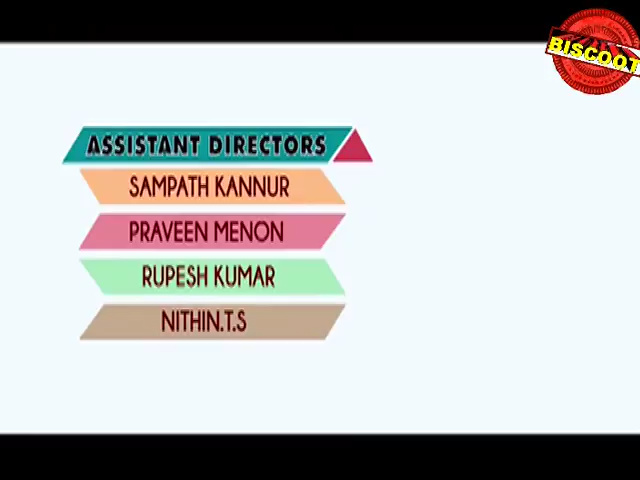 BISCOOT
ASSISTANT DIRECTORS
SAMPATH KANNUR
PRAVEEN MENON
RUPESH KUMAR
NITHIN.T.S